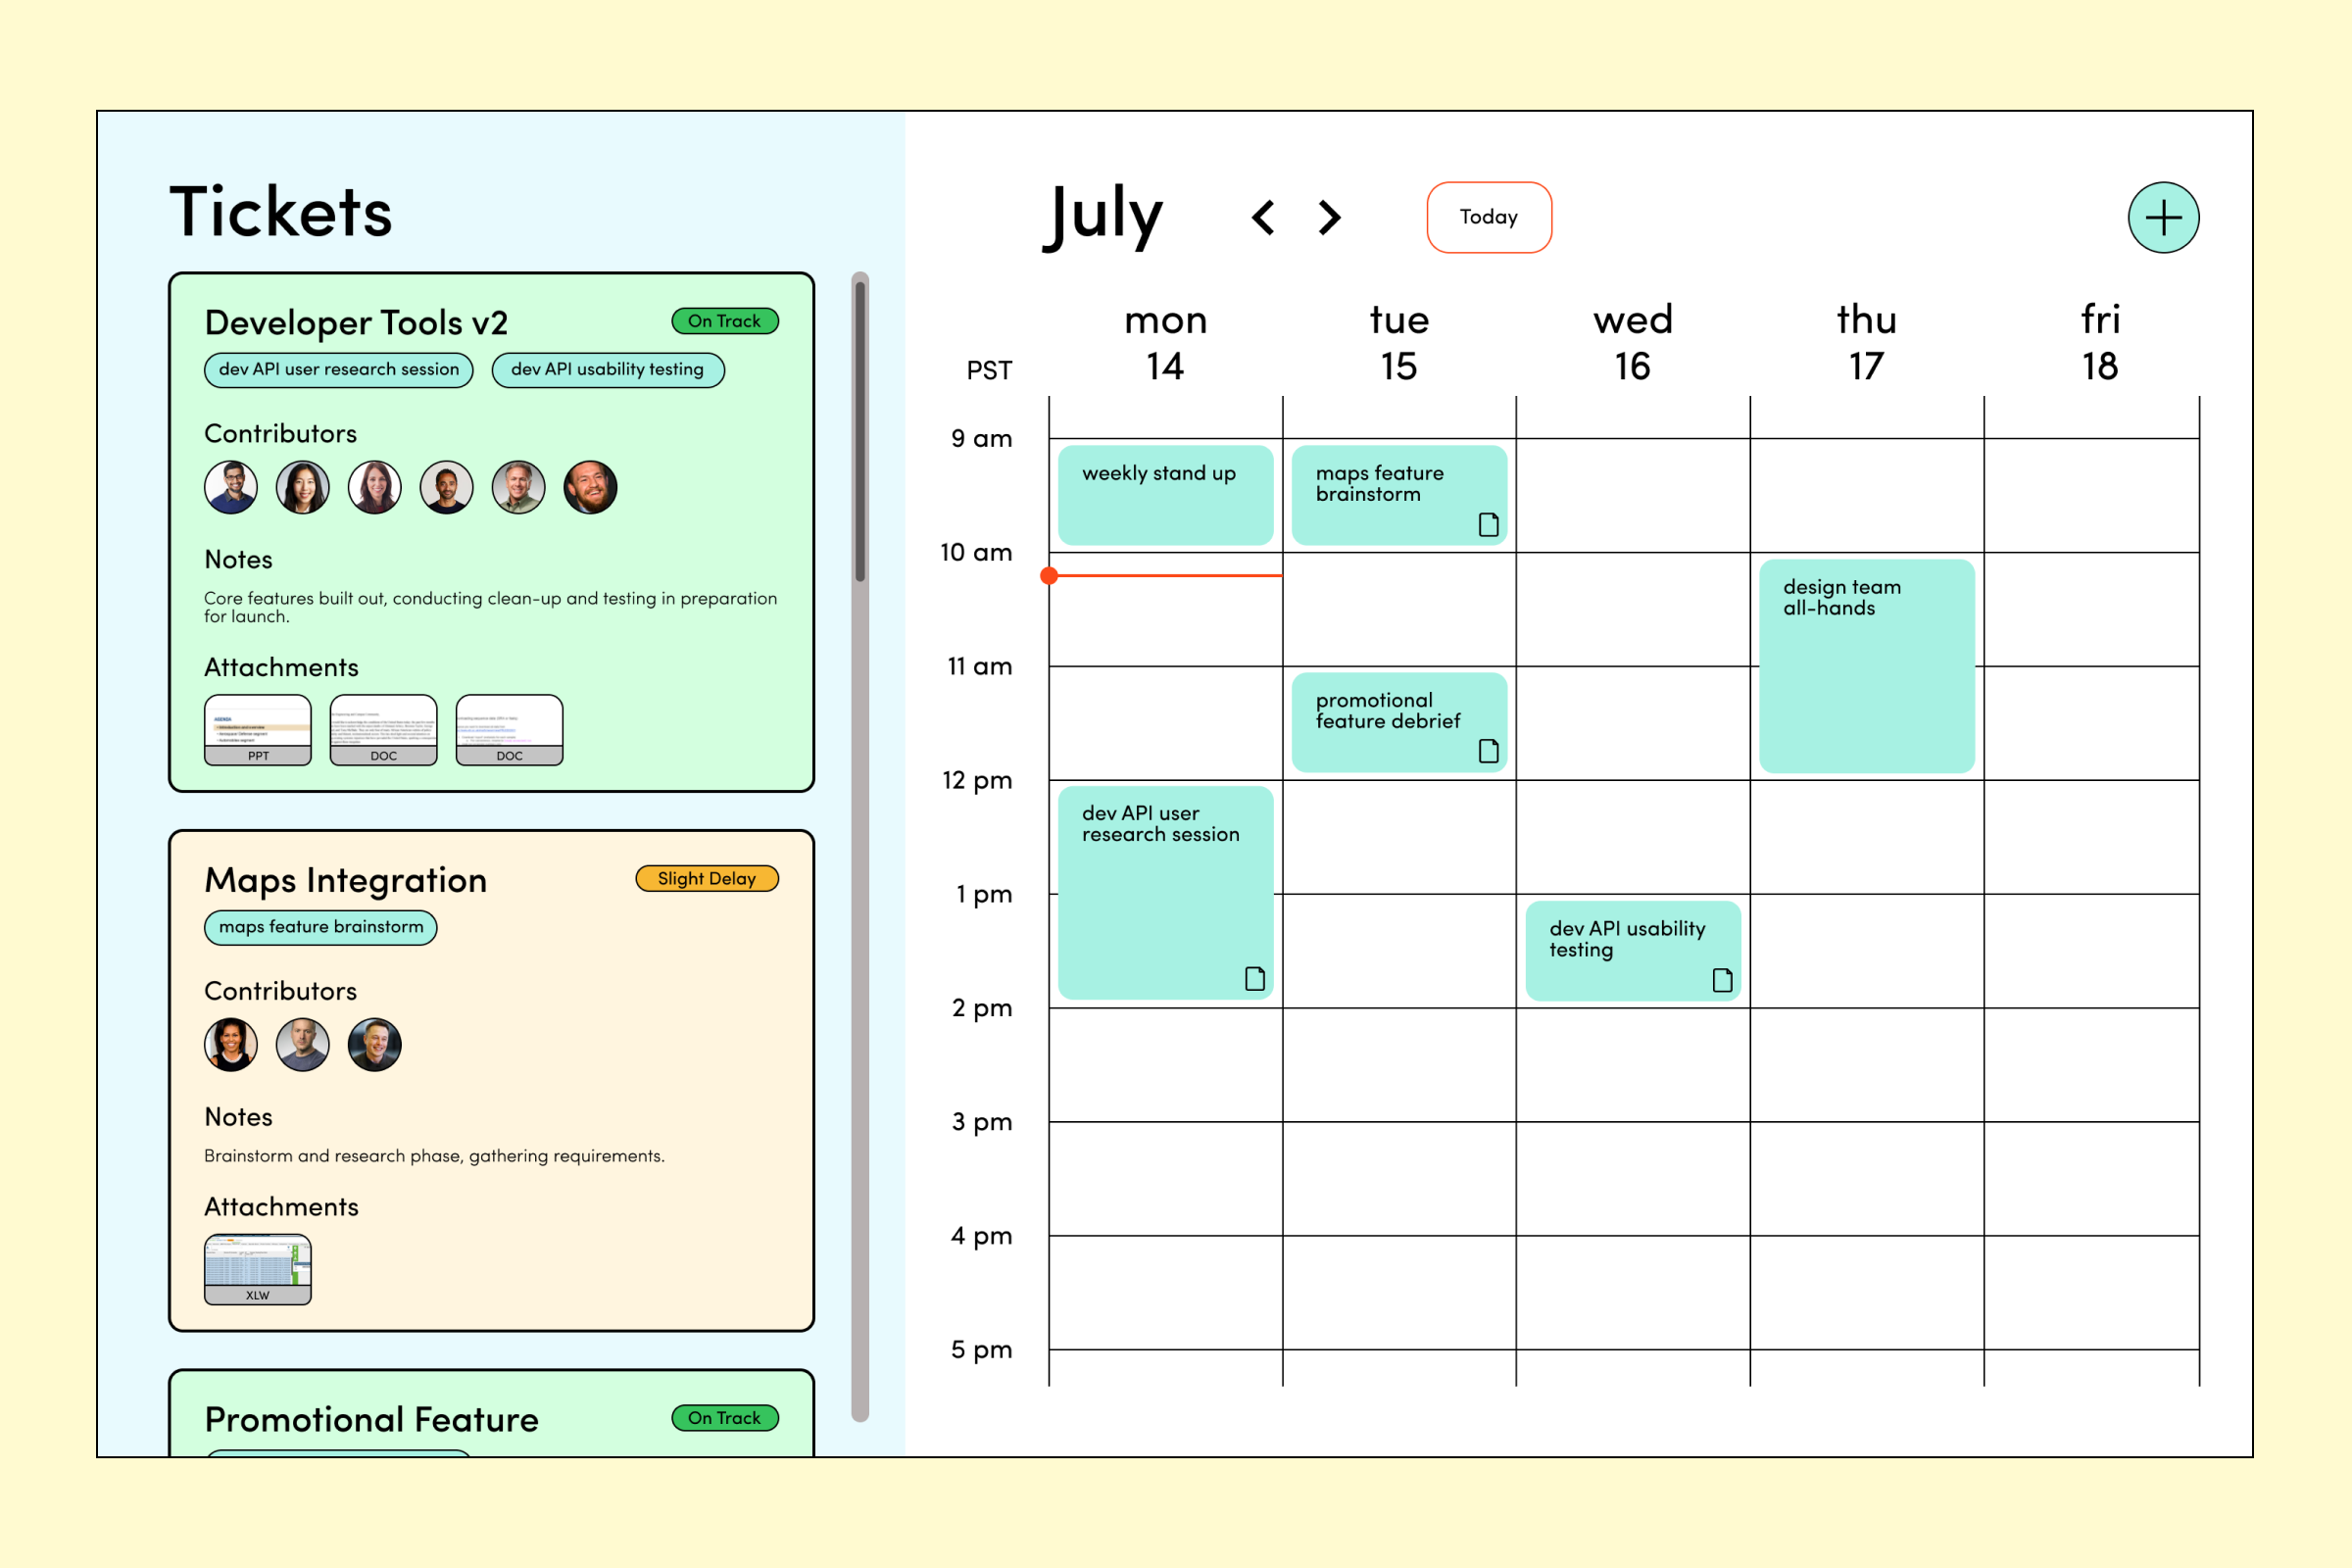 Tickets
Developer Tools v2
On Track
dev API user research session
dev API usability testing
Contributors
Notes
Core features built out, conducting clean-up and testing in preparation
for launch.
Attachments
AGENDA
PPT
DOC
DOC
Maps Integration
Slight Delay
maps feature brainstorm
Contributors
Notes
Brainstorm and research phase, gathering requirements.
Attachments
XLW
Promotional Feature
On Track
July
Today
PST
mon
14
tue
15
wed
16
thu
17
fri
18
9 am
weekly stand up
maps feature
brainstorm
10 am
design team
all-hands
11 am
promotional
feature debrief
12 pm
dev API user
research session
1 pm
dev API usability
testing
2 pm
3 pm
4 pm
5 pm